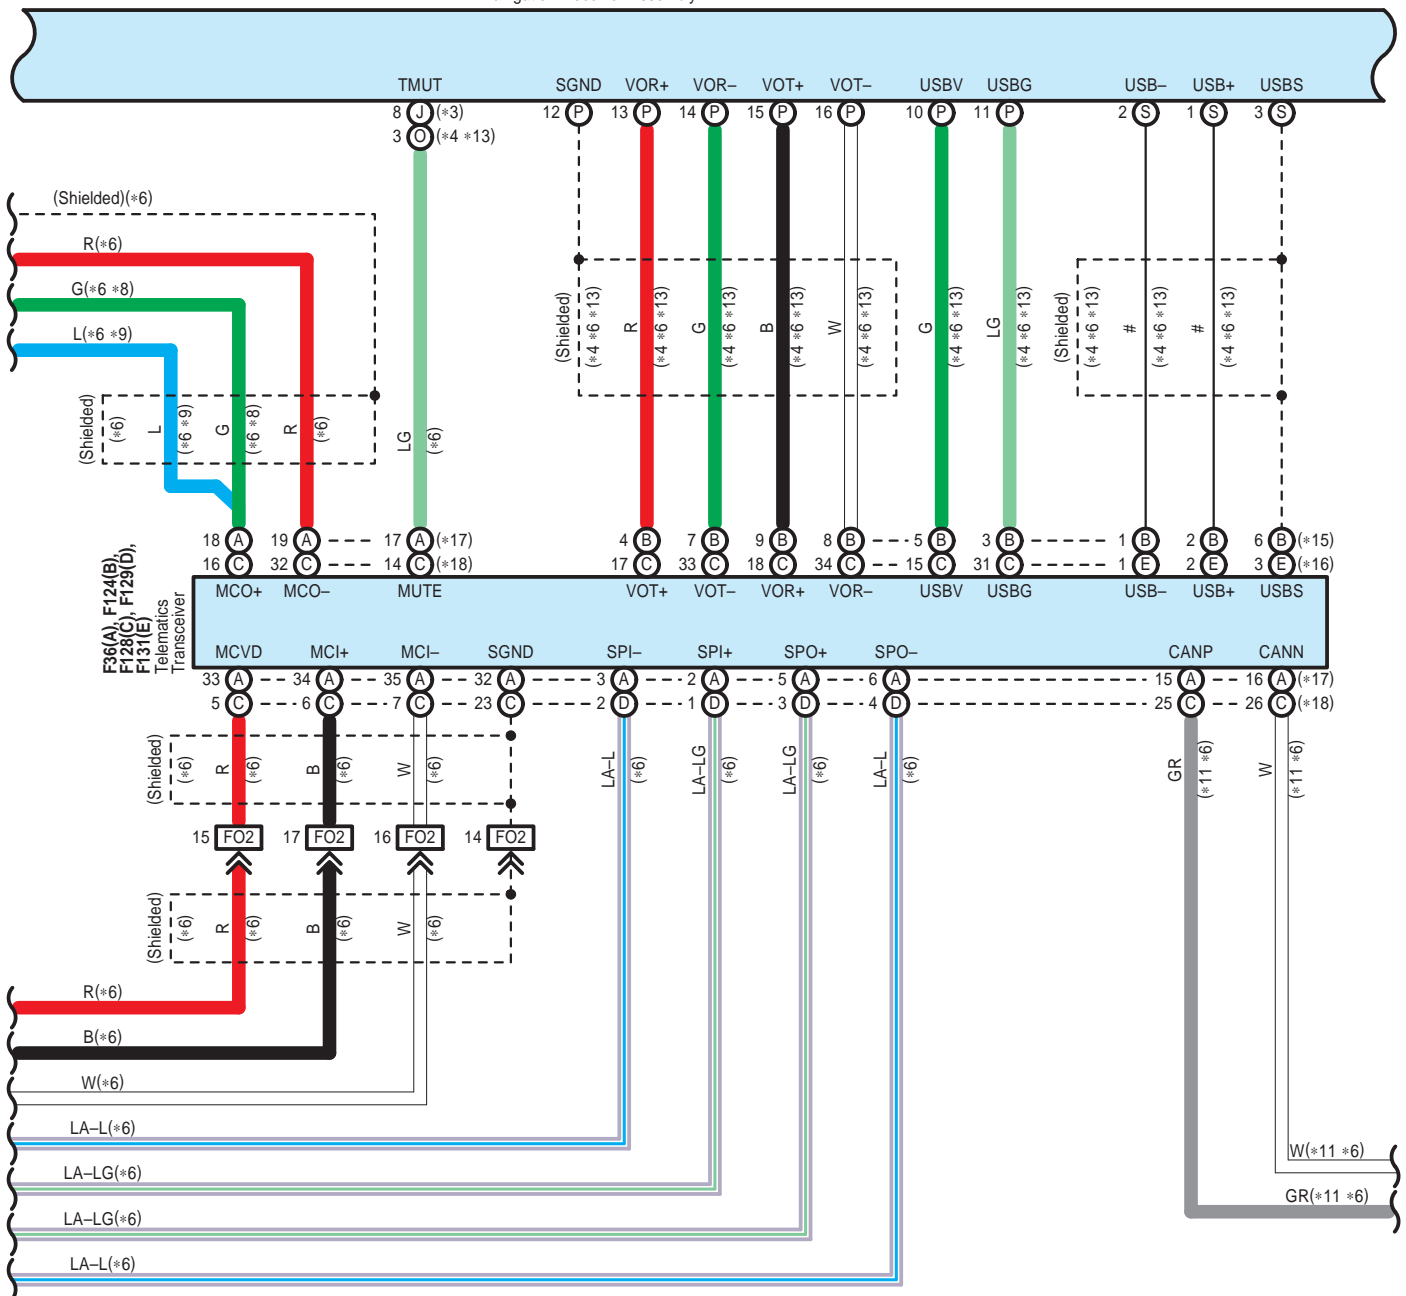 TMUT SGND VOR+ VOR– VOT+ VOT– USBV USBG USB– USB+ USBS
8 J (*3) 12 P 13 P 14 P 15 P 16 P 10 P 11 P 2 S 1 S 3 S
3 O (*4 *13)
(Shielded)(*6)
R(*6)
G(*6 *8)
L(*6 *9)
(Shielded)
(*4 *6 *13)
R
(*4 *6 *13)
G
(*4 *6 *13)
B
(*4 *6 *13)
W
(*4 *6 *13)
G
(*4 *6 *13)
LG
(*4 *6 *13)
(Shielded)
(*4 *6 *13)
#
(*4 *6 *13)
#
(*4 *6 *13)
(Shielded)
(*6)
L
(*6 *9)
G
(*6 *8)
R
(*6)
LG
(*6)
18 A 19 A 17 A (*17) 4 B 7 B 9 B 8 B 5 B 3 B 1 B 2 B 6 B (*15)
16 C 32 C 14 C (*18) 17 C 33 C 18 C 34 C 15 C 31 C 1 E 2 E 3 E (*16)
F36(A), F124(B),
F128(C), F129(D),
F131(E)
Telematics
Transceiver
MCO+ MCO– MUTE VOT+ VOT– VOR+ VOR– USBV USBG USB– USB+ USBS
MCVD MCI+ MCI– SGND SPI– SPI+ SPO+ SPO– CANP CANN
33 A 34 A 35 A 32 A 3 A 2 A 5 A 6 A 15 A 16 A (*17)
5 C 6 C 7 C 23 C 2 D 1 D 3 D 4 D 25 C 26 C (*18)
(Shielded)
(*6)
R
(*6)
B
(*6)
W
(*6)
LA–L
(*6)
LA–LG
(*6)
LA–LG
(*6)
LA–L
(*6)
GR
(*11 *6)
W
(*11 *6)
15 FO2 17 FO2 16 FO2 14 FO2
(Shielded)
(*6)
R
(*6)
B
(*6)
W
(*6)
R(*6)
B(*6)
W(*6)
LA–L(*6)
LA–LG(*6)
LA–LG(*6)
LA–L(*6)
W(*11 *6)
GR(*11 *6)